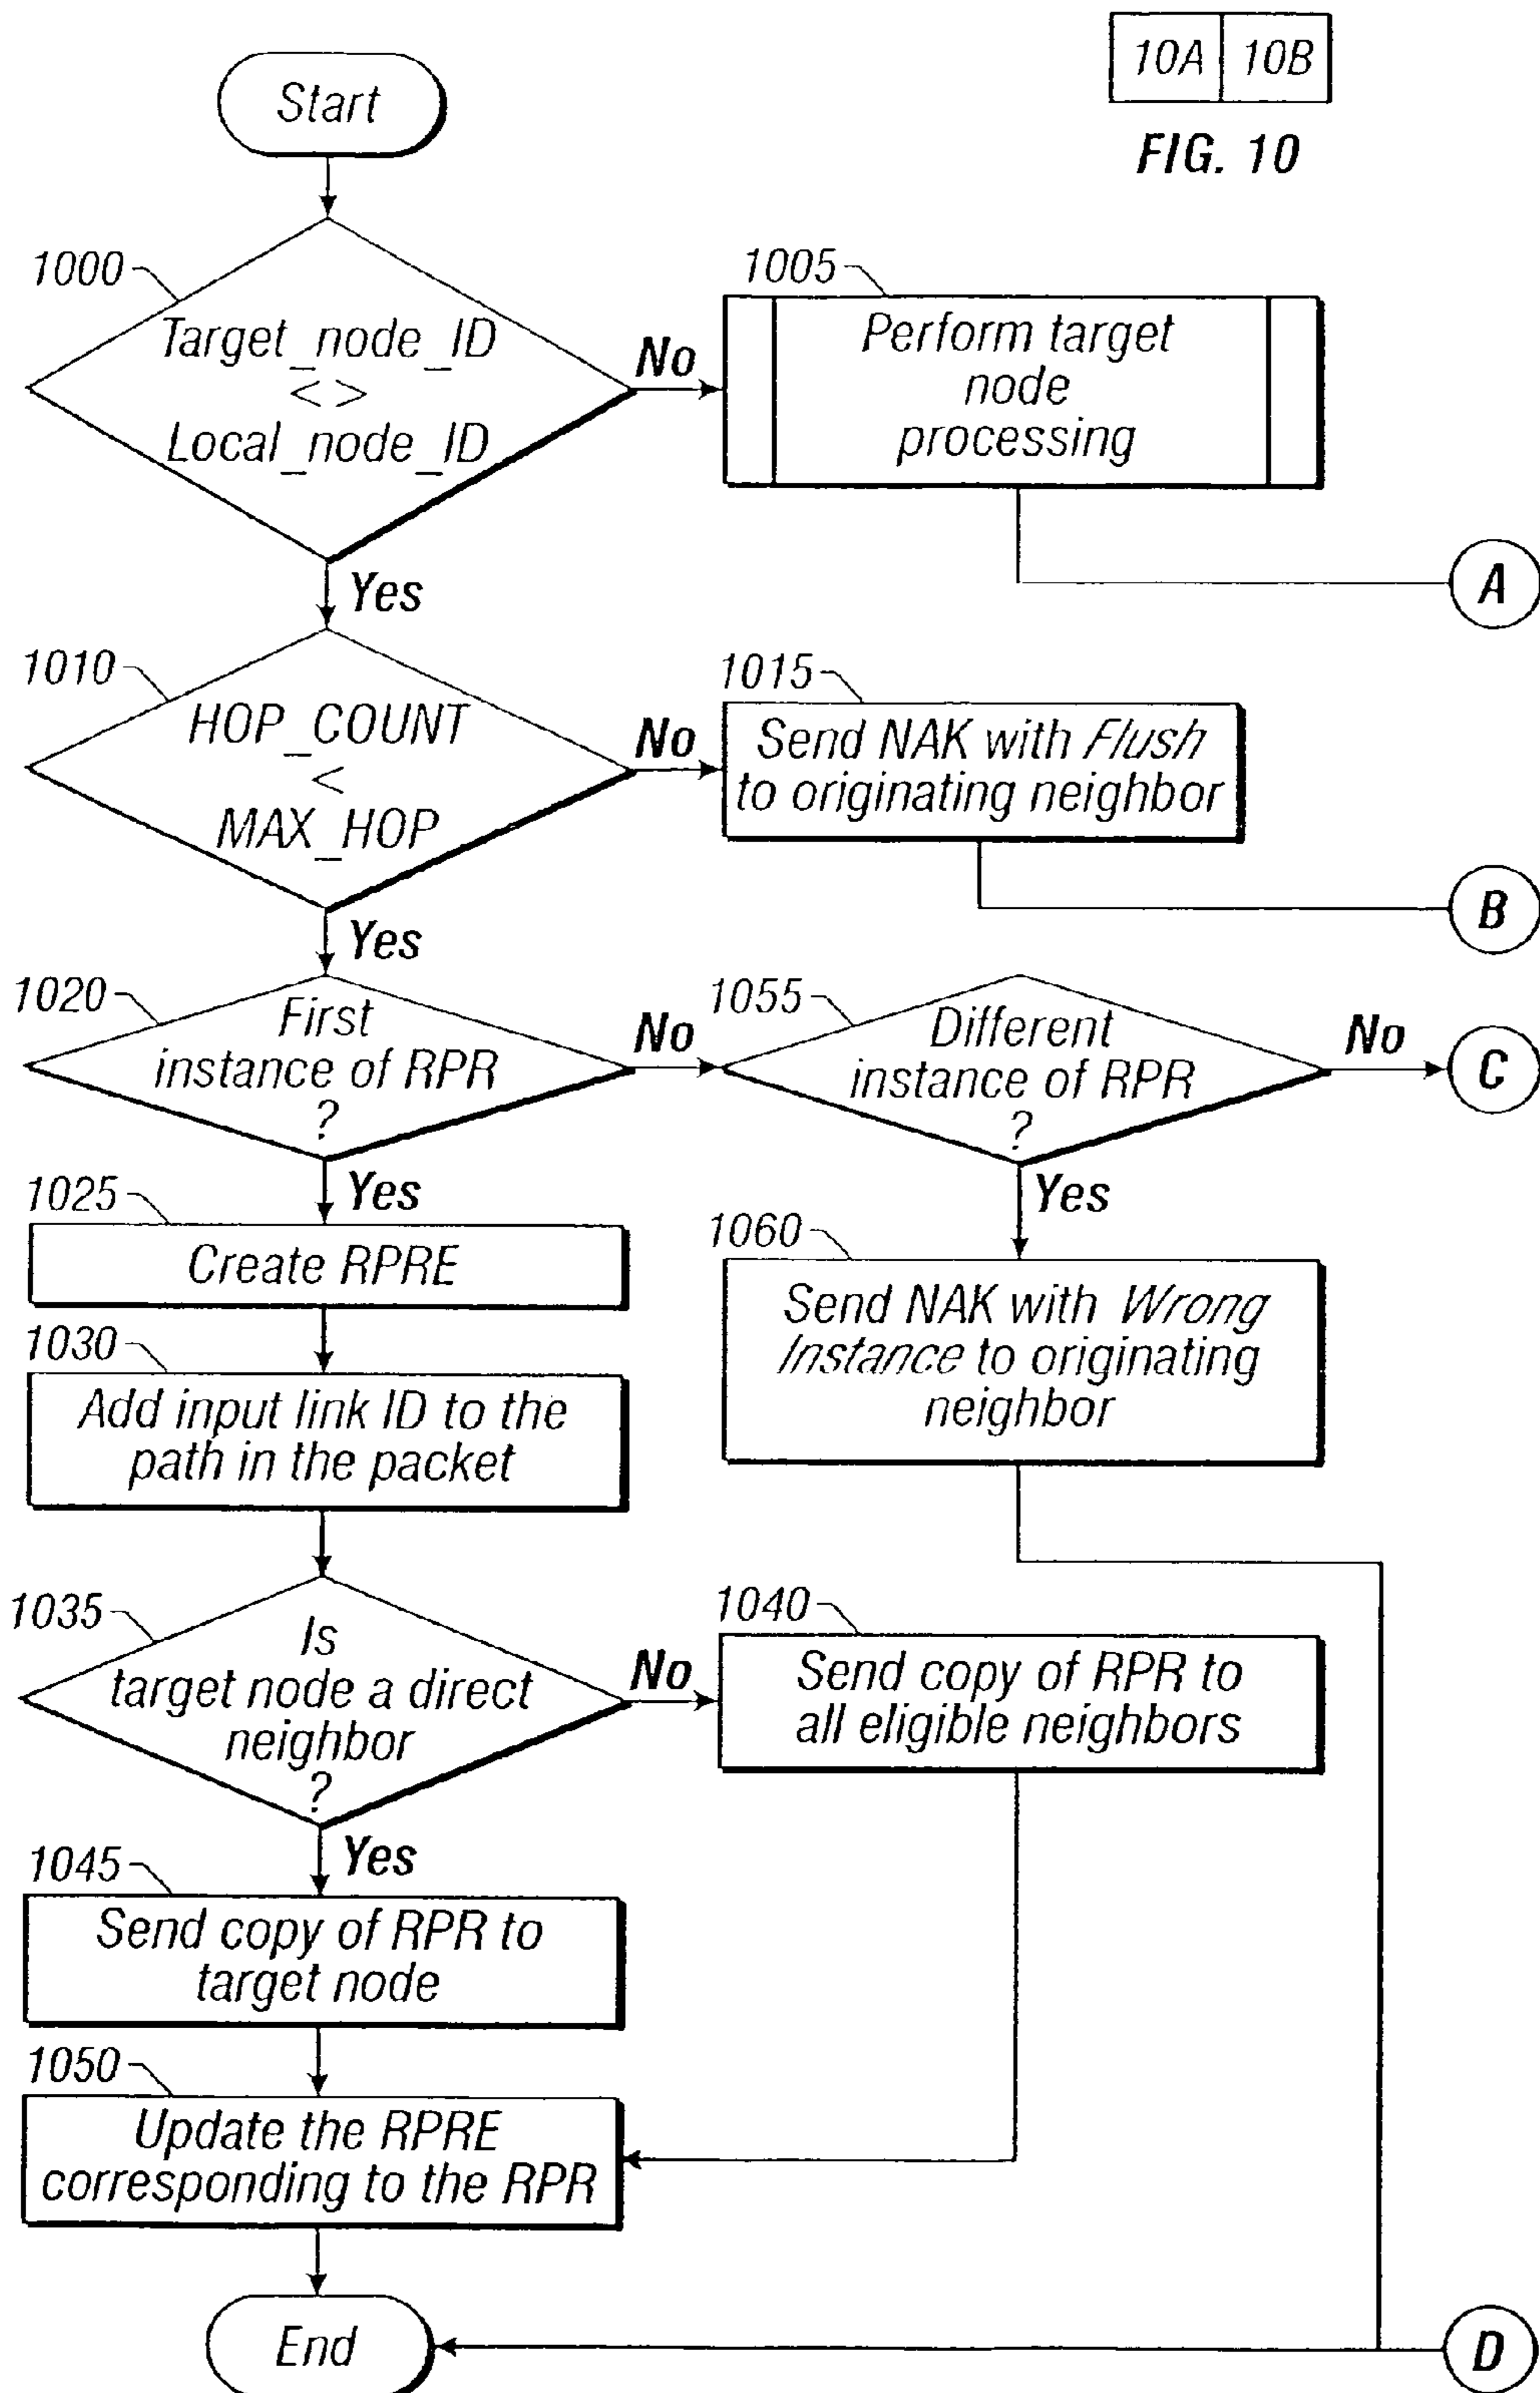 10A 10B
FIG. 10
Start
1000
Target_node_ID
< >
Local_node_ID
No
1005
Perform target
node
processing
A
Yes
1010
HOP_COUNT
<
MAX_HOP
No
1015
Send NAK with Flush
to originating neighbor
B
Yes
1020
First
instance of RPR
?
No
1055
Different
instance of RPR
?
No
C
Yes
1025
Create RPRE
Yes
1060
Send NAK with Wrong
Instance to originating
neighbor
1030
Add input link ID to the
path in the packet
1035
Is
target node a direct
neighbor
?
No
1040
Send copy of RPR to
all eligible neighbors
Yes
1045
Send copy of RPR to
target node
1050
Update the RPRE
corresponding to the RPR
End
D